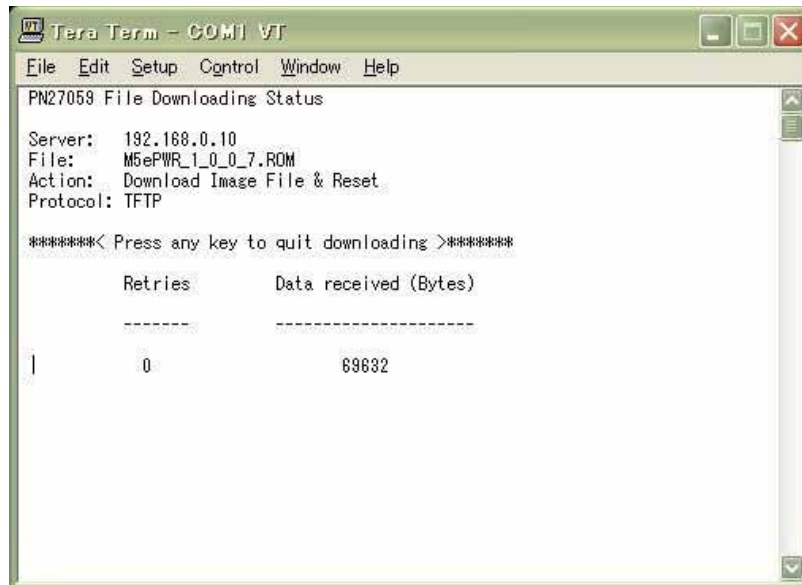 Tera Term - COM1 VT
File Edit Setup Control Window Help
PN27059 File Downloading Status
Server: 192.168.0.10
File: M5ePWR_1_0_0_7.ROM
Action: Download Image File & Reset
Protocol: TFTP
*******< Press any key to quit downloading >*******
Retries Data received (Bytes)
------- ---------------------
0 69632